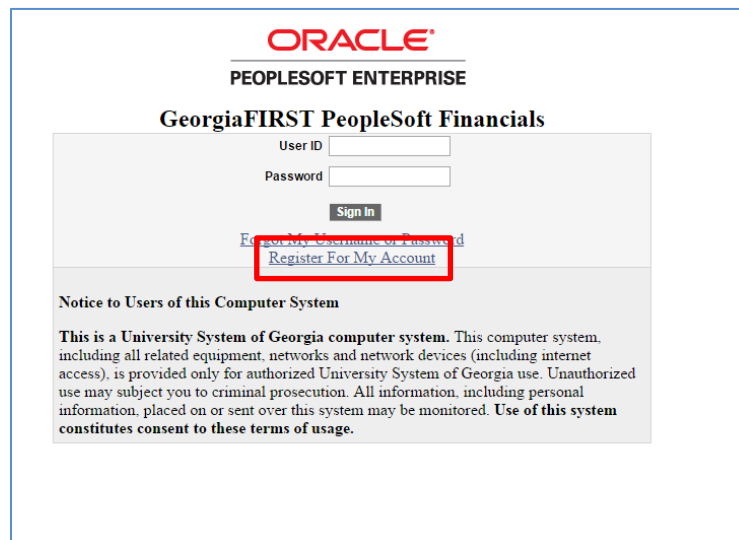 ORACLE®
PEOPLESOFT ENTERPRISE
GeorgiaFIRST PeopleSoft Financials
User ID
Password
Sign In
Forgot My Username or Password
Register For My Account
Notice to Users of this Computer System
This is a University System of Georgia computer system. This computer system,
including all related equipment, networks and network devices (including internet
access), is provided only for authorized University System of Georgia use. Unauthorized
use may subject you to criminal prosecution. All information, including personal
information, placed on or sent over this system may be monitored. Use of this system
constitutes consent to these terms of usage.